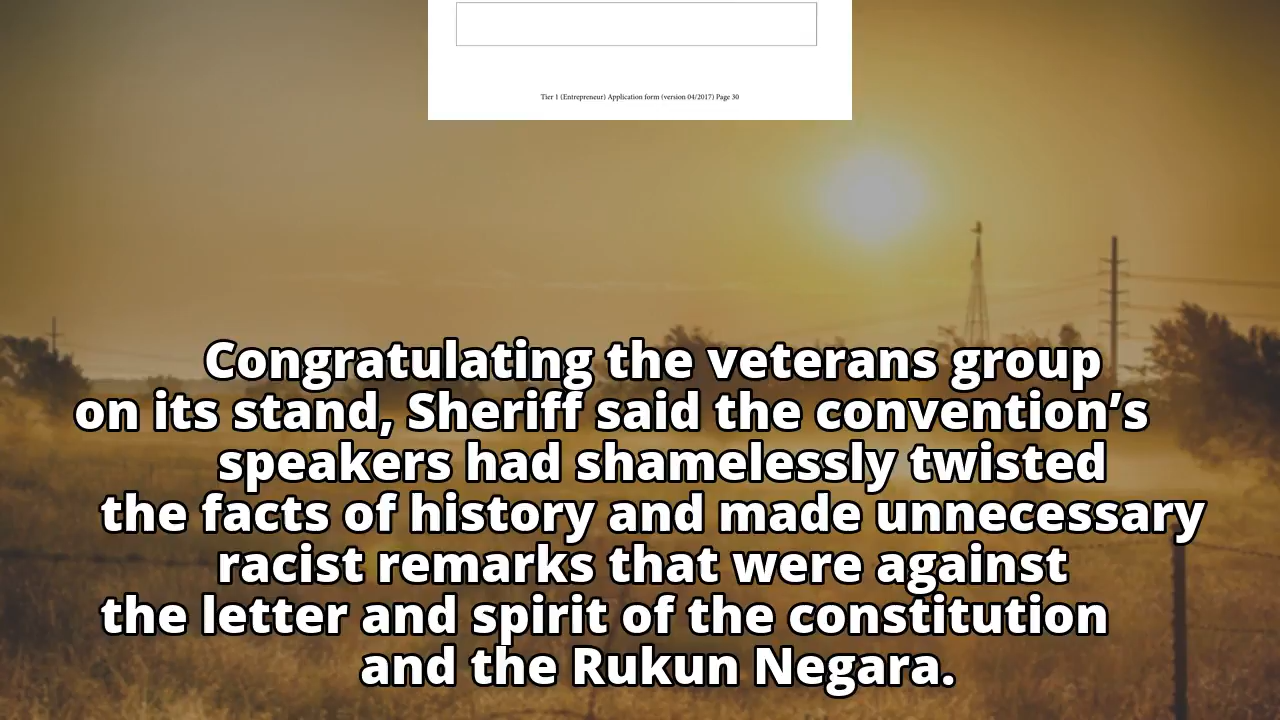 Tier 1 (Entrepreneur) Application form (version 04/2017) Page 30
Congratulating the veterans group
on its stand, Sheriff said the convention’s
speakers had shamelessly twisted
the facts of history and made unnecessary
racist remarks that were against
the letter and spirit of the constitution
and the Rukun Negara.